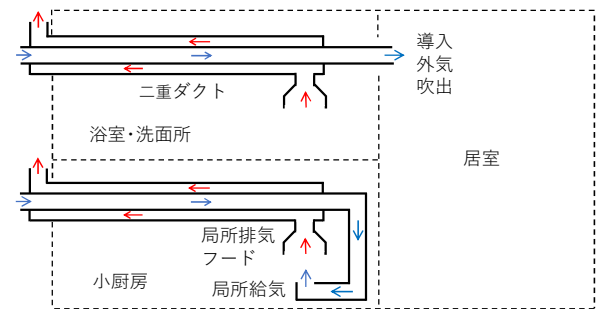 導入
外気
吹出
二重ダクト
浴室・洗面所
居室
局所排気
フード
小厨房
局所給気